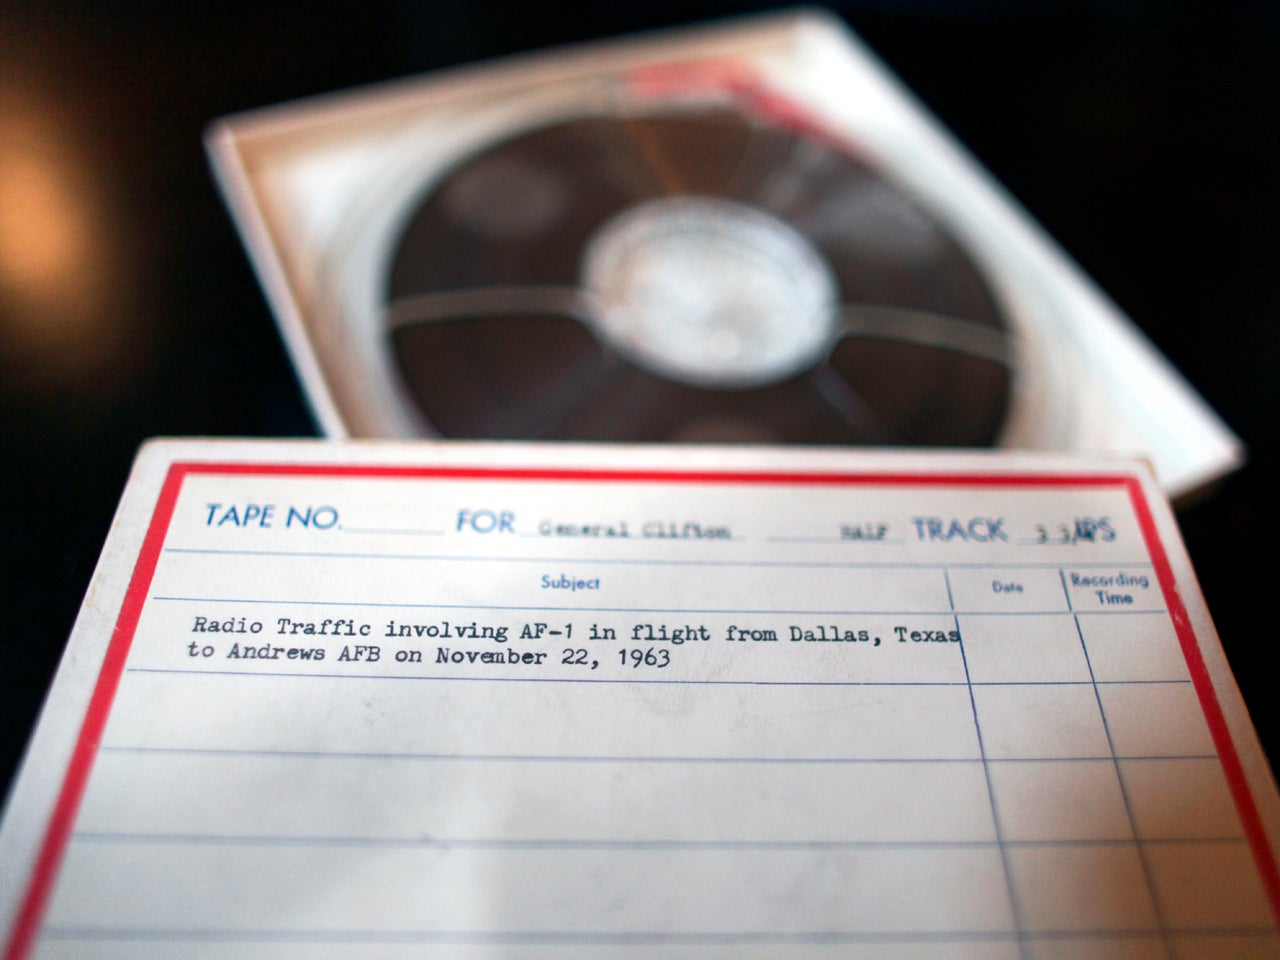 TAPE NO. FOR General Clifton HALF TRACK 3 3/4 IPS
Subject Date Recording Time
Radio Traffic involving AF-1 in flight from Dallas, Texas
to Andrews AFB on November 22, 1963